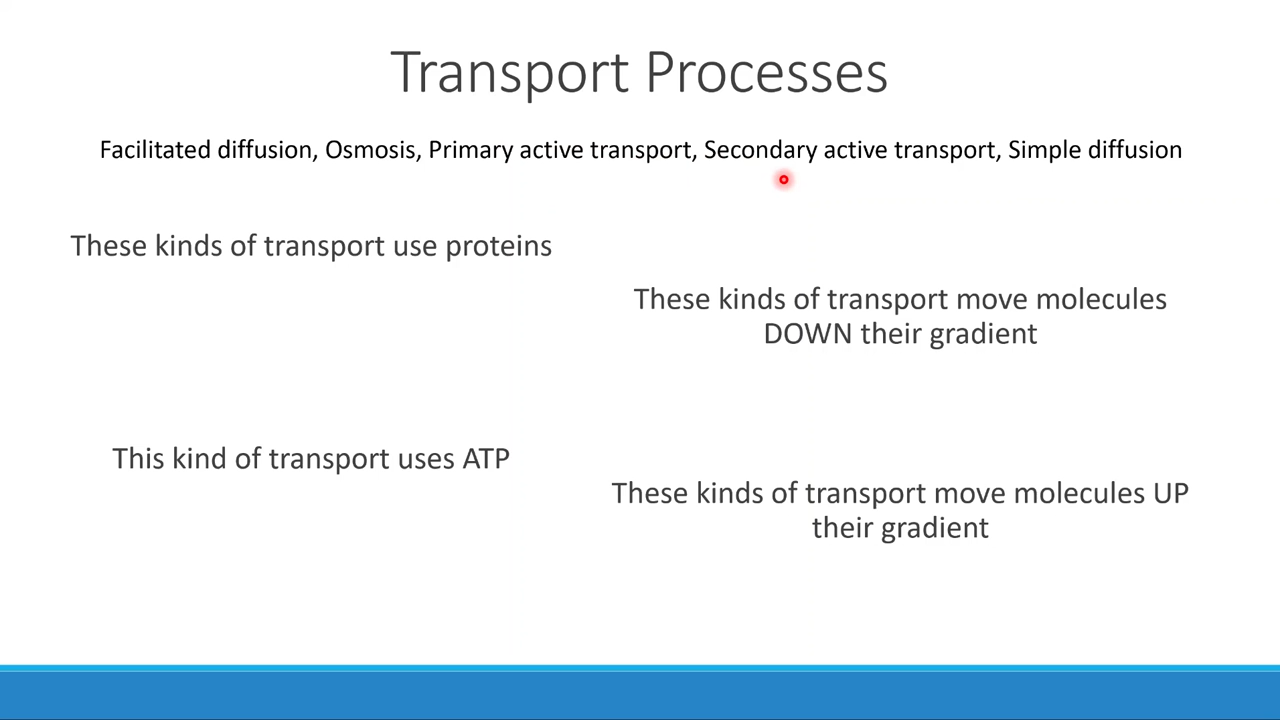 Transport Processes
Facilitated diffusion, Osmosis, Primary active transport, Secondary active transport, Simple diffusion
These kinds of transport use proteins
These kinds of transport move molecules
DOWN their gradient
This kind of transport uses ATP
These kinds of transport move molecules UP
their gradient